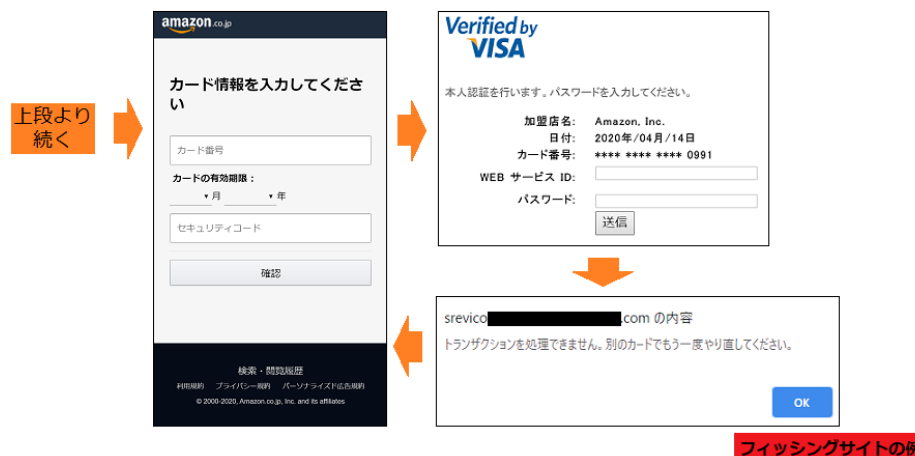 上段より
続く
amazon.co.jp
カード情報を入力してくださ
い
カード番号
カードの有効期限：
▾月 ▾年
セキュリティコード
確認
検索・閲覧履歴
利用規約 プライバシー規約 パーソナライズド広告規約
© 2000-2020, Amazon.co.jp, Inc. and its affiliates
Verified by
VISA
本人認証を行います。パスワードを入力してください。
加盟店名: Amazon, Inc.
日付: 2020年/04月/14日
カード番号: **** **** **** 0991
WEB サービス ID:
パスワード:
送信
srevico .com の内容
トランザクションを処理できません。別のカードでもう一度やり直してください。
OK
フィッシングサイトの例